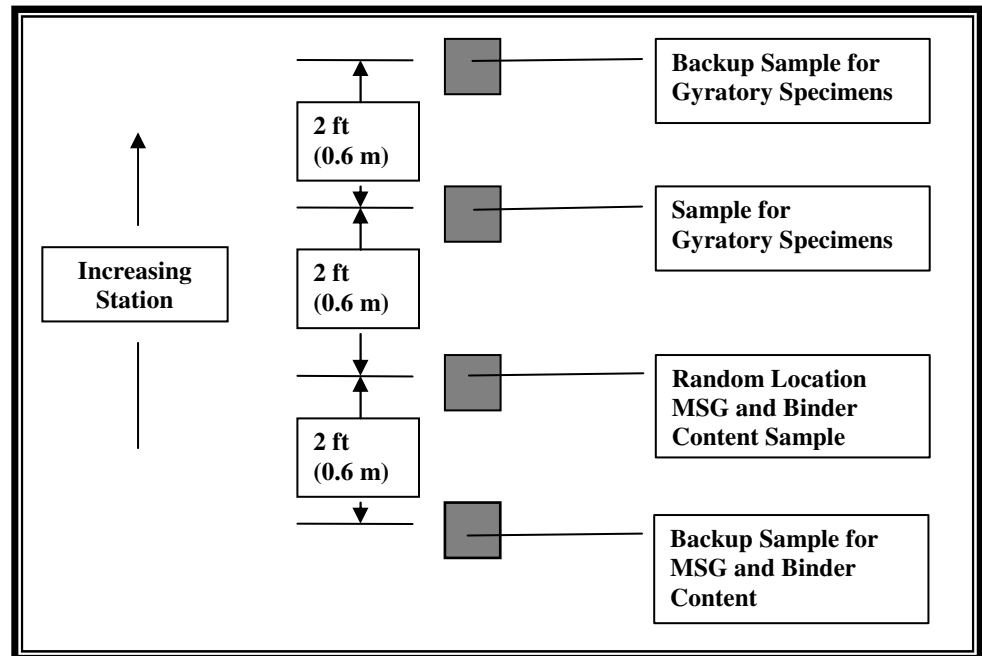 Backup Sample for
Gyratory Specimens
2 ft
(0.6 m)
Sample for
Gyratory Specimens
Increasing
Station
2 ft
(0.6 m)
Random Location
MSG and Binder
Content Sample
2 ft
(0.6 m)
Backup Sample for
MSG and Binder
Content